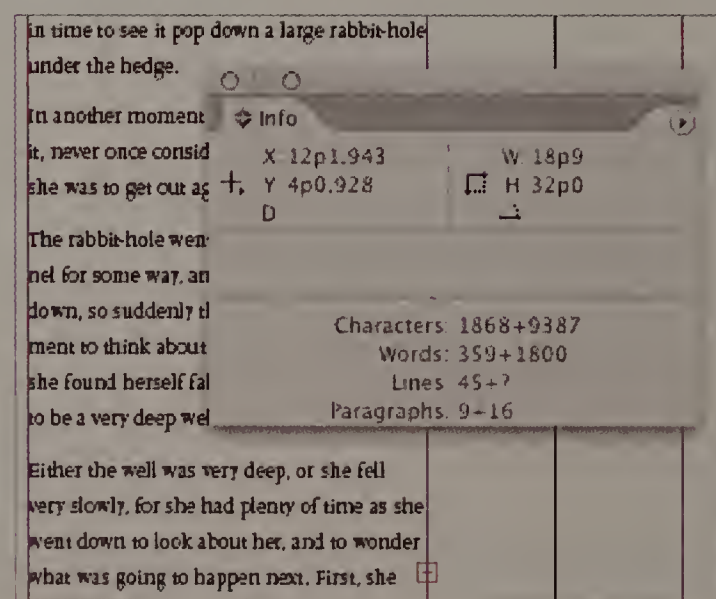 in time to see it pop down a large rabbit-hole
under the hedge.
In another moment
it, never once consid
she was to get out ag
The rabbit-hole wen
nel for some way, an
down, so suddenly th
ment to think about
she found herself fal
to be a very deep wel
Either the well was very deep, or she fell
very slowly, for she had plenty of time as she
went down to look about her, and to wonder
what was going to happen next. First, she
Info
X: 12p1.943
Y: 4p0.928
D:
W: 18p9
H: 32p0
Characters: 1868+9387
Words: 359+1800
Lines: 45+?
Paragraphs: 9+16